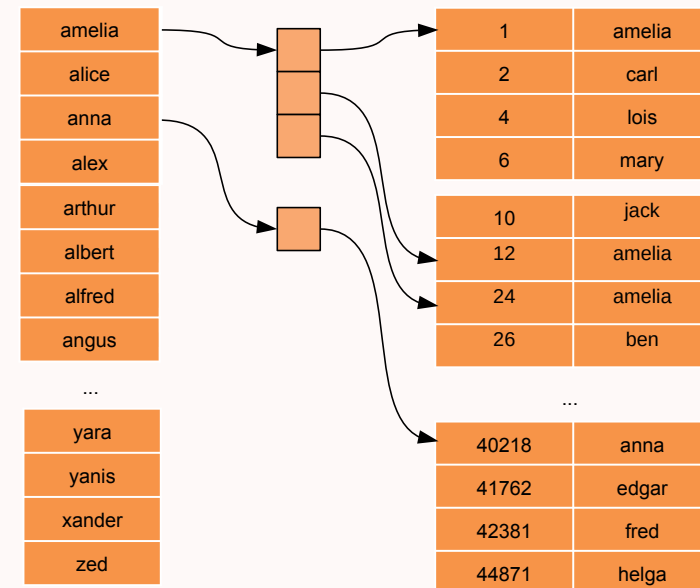 amelia
alice
anna
alex
arthur
albert
alfred
angus
...
yara
yanis
xander
zed
1 amelia
2 carl
4 lois
6 mary
10 jack
12 amelia
24 amelia
26 ben
...
40218 anna
41762 edgar
42381 fred
44871 helga